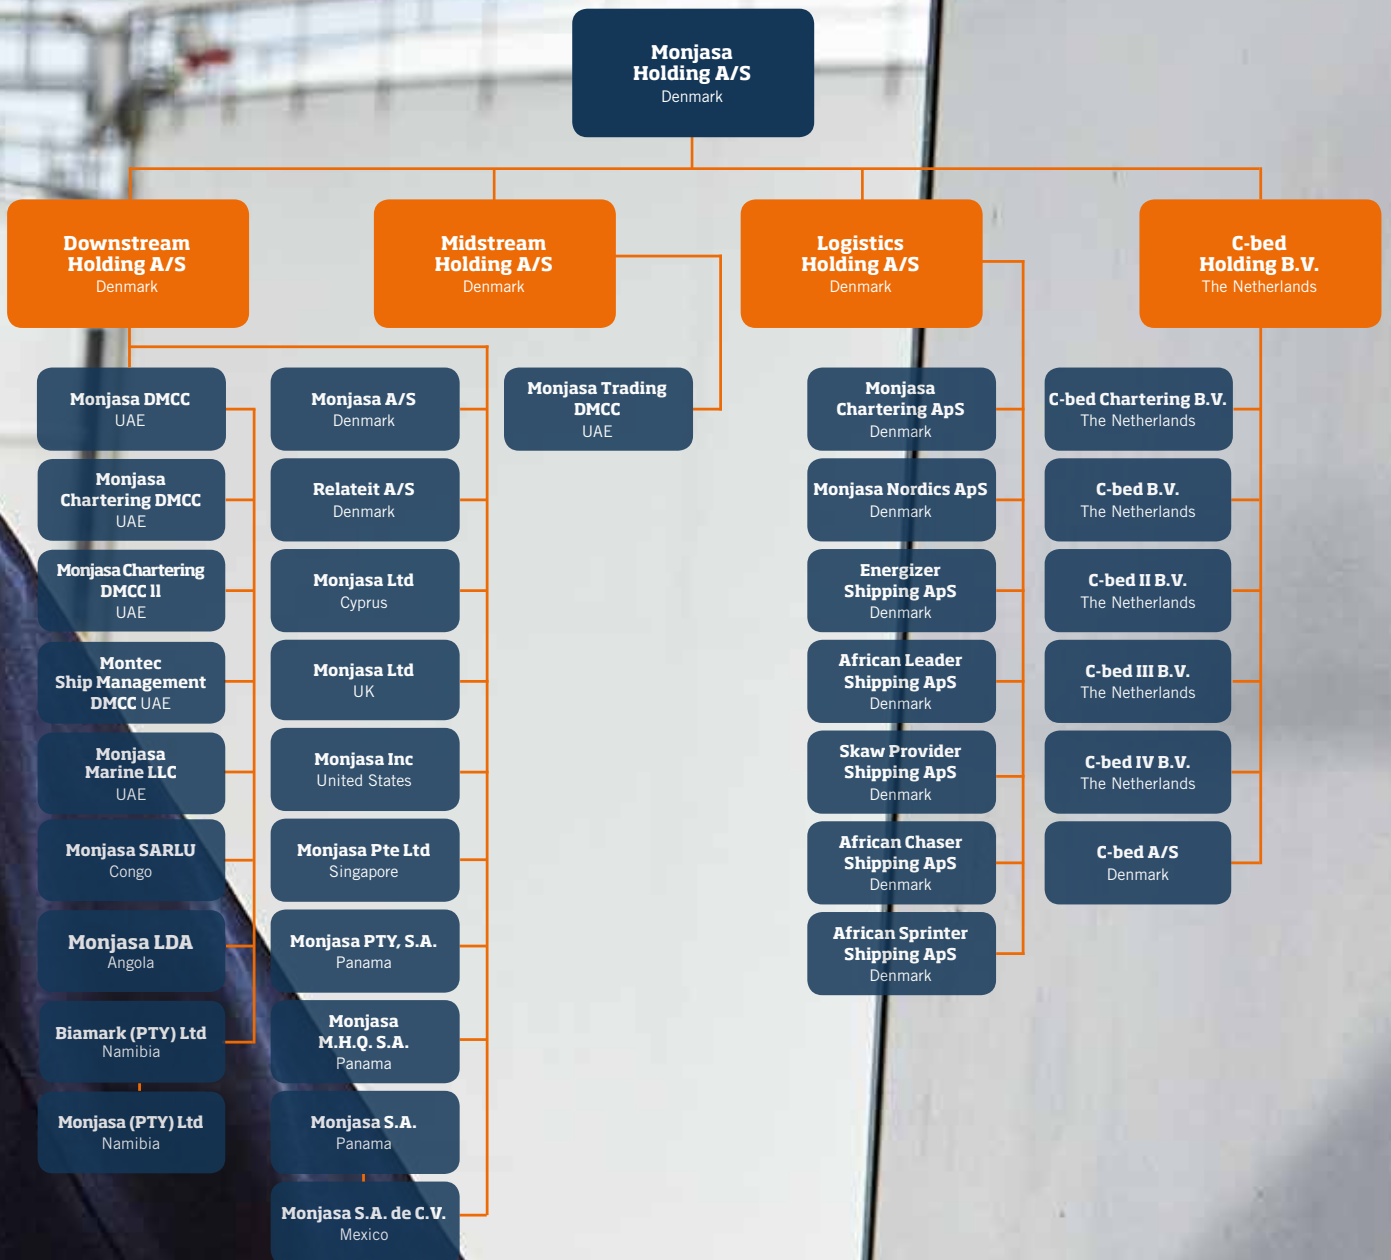 Monjasa
Holding A/S
Denmark
Downstream
Holding A/S
Denmark
Midstream
Holding A/S
Denmark
Logistics
Holding A/S
Denmark
C-bed
Holding B.V.
The Netherlands
Monjasa DMCC
UAE
Monjasa
Chartering DMCC
UAE
Monjasa Chartering
DMCC ll
UAE
Montec
Ship Management
DMCC UAE
Monjasa
Marine LLC
UAE
Monjasa SARLU
Congo
Monjasa LDA
Angola
Biamark (PTY) Ltd
Namibia
Monjasa (PTY) Ltd
Namibia
Monjasa A/S
Denmark
Relateit A/S
Denmark
Monjasa Ltd
Cyprus
Monjasa Ltd
UK
Monjasa Inc
United States
Monjasa Pte Ltd
Singapore
Monjasa PTY, S.A.
Panama
Monjasa
M.H.Q. S.A.
Panama
Monjasa S.A.
Panama
Monjasa S.A. de C.V.
Mexico
Monjasa Trading
DMCC
UAE
Monjasa
Chartering ApS
Denmark
Monjasa Nordics ApS
Denmark
Energizer
Shipping ApS
Denmark
African Leader
Shipping ApS
Denmark
Skaw Provider
Shipping ApS
Denmark
African Chaser
Shipping ApS
Denmark
African Sprinter
Shipping ApS
Denmark
C-bed Chartering B.V.
The Netherlands
C-bed B.V.
The Netherlands
C-bed II B.V.
The Netherlands
C-bed III B.V.
The Netherlands
C-bed IV B.V.
The Netherlands
C-bed A/S
Denmark